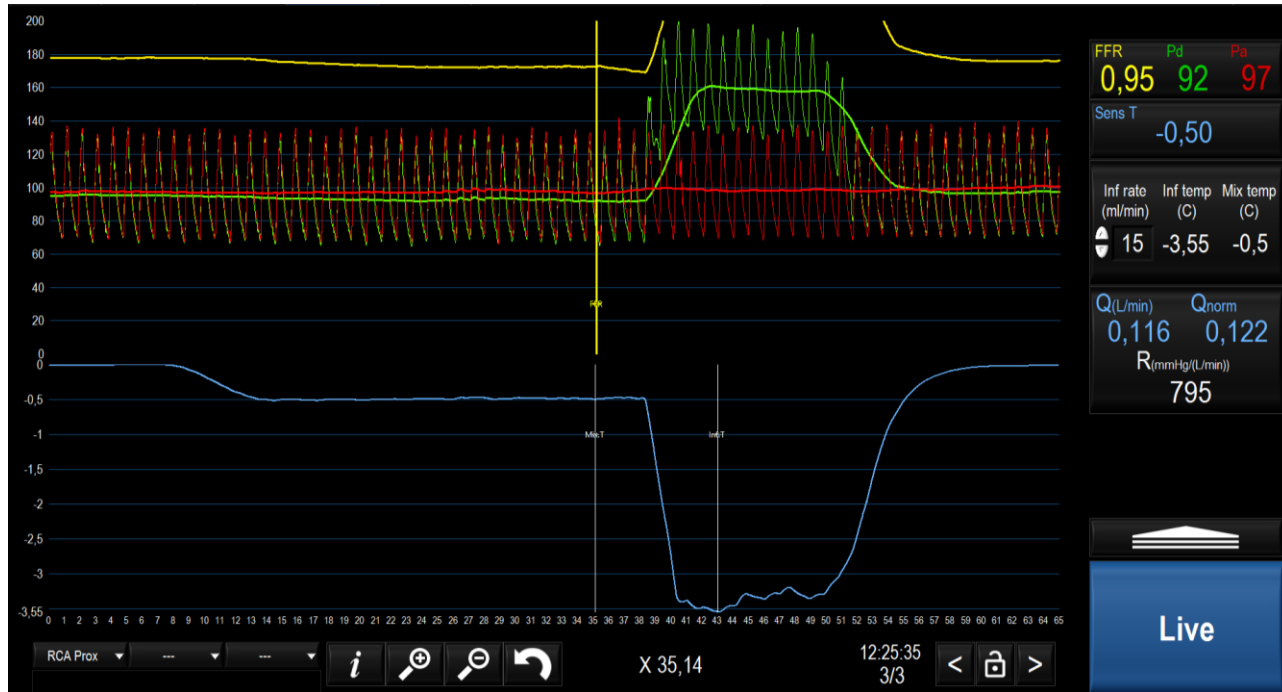 200
180
160
140
120
100
80
60
40
20
0
FFR
0
-0,5
-1
-1,5
-2
-2,5
-3
-3,55
Mix T
Inf T
0 1 2 3 4 5 6 7 8 9 10 11 12 13 14 15 16 17 18 19 20 21 22 23 24 25 26 27 28 29 30 31 32 33 34 35 36 37 38 39 40 41 42 43 44 45 46 47 48 49 50 51 52 53 54 55 56 57 58 59 60 61 62 63 64 65
FFR Pd Pa
0,95 92 97
Sens T
-0,50
Inf rate Inf temp Mix temp
(ml/min) (C) (C)
15 -3,55 -0,5
Q(L/min) Qnorm
0,116 0,122
R(mmHg/(L/min))
795
Live
RCA Prox --- ---
i
X 35,14
12:25:35
3/3
< >